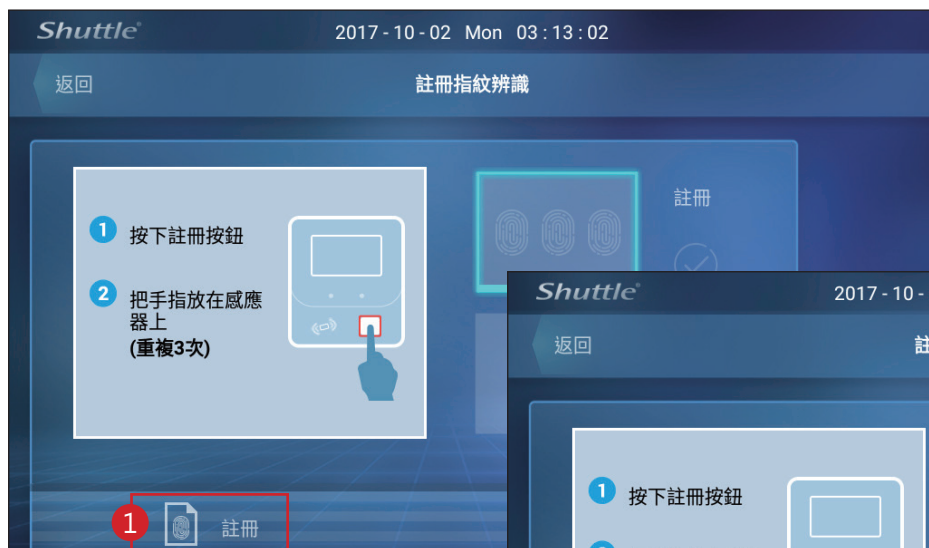 Shuttle
2017-10-02 Mon 03:13:02
返回
註冊指紋辨識
1 按下註冊按鈕
2 把手指放在感應
器上
(重複3次)
註冊
1 註冊
Shuttle
2017-10-
返回
註
1 按下註冊按鈕